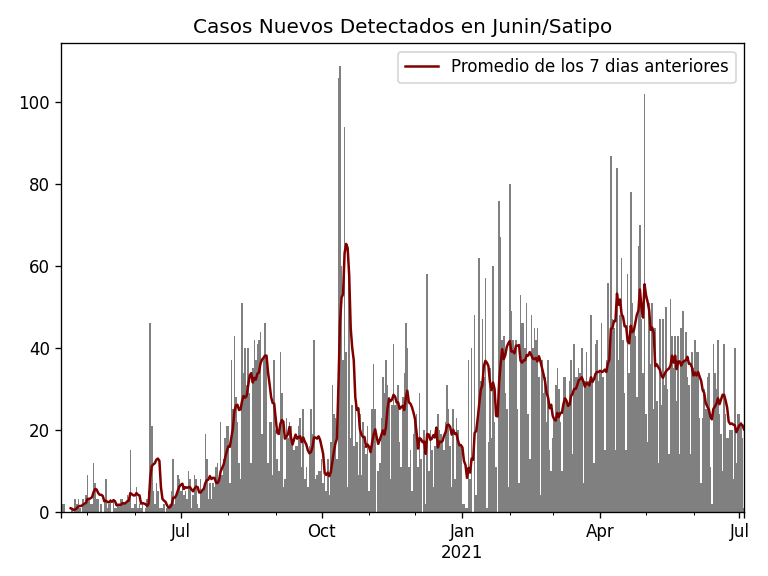 Casos Nuevos Detectados en Junin/Satipo
Promedio de los 7 dias anteriores
100
80
60
40
20
0
Jul
Oct
Jan
2021
Apr
Jul